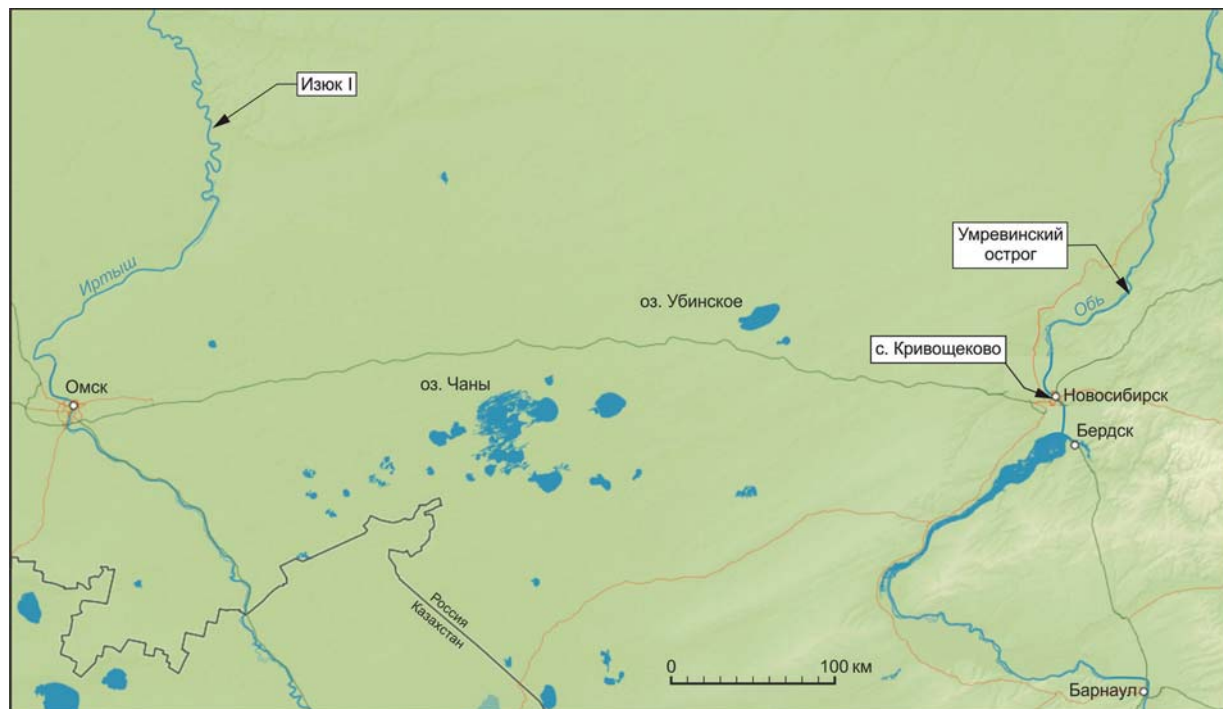 Изюк I
Иртыш
Умревинский
острог
Обь
оз. Убинское
с. Кривощеково
Омск
оз. Чаны
Новосибирск
Бердск
Россия
Казахстан
0 100 км
Барнаул